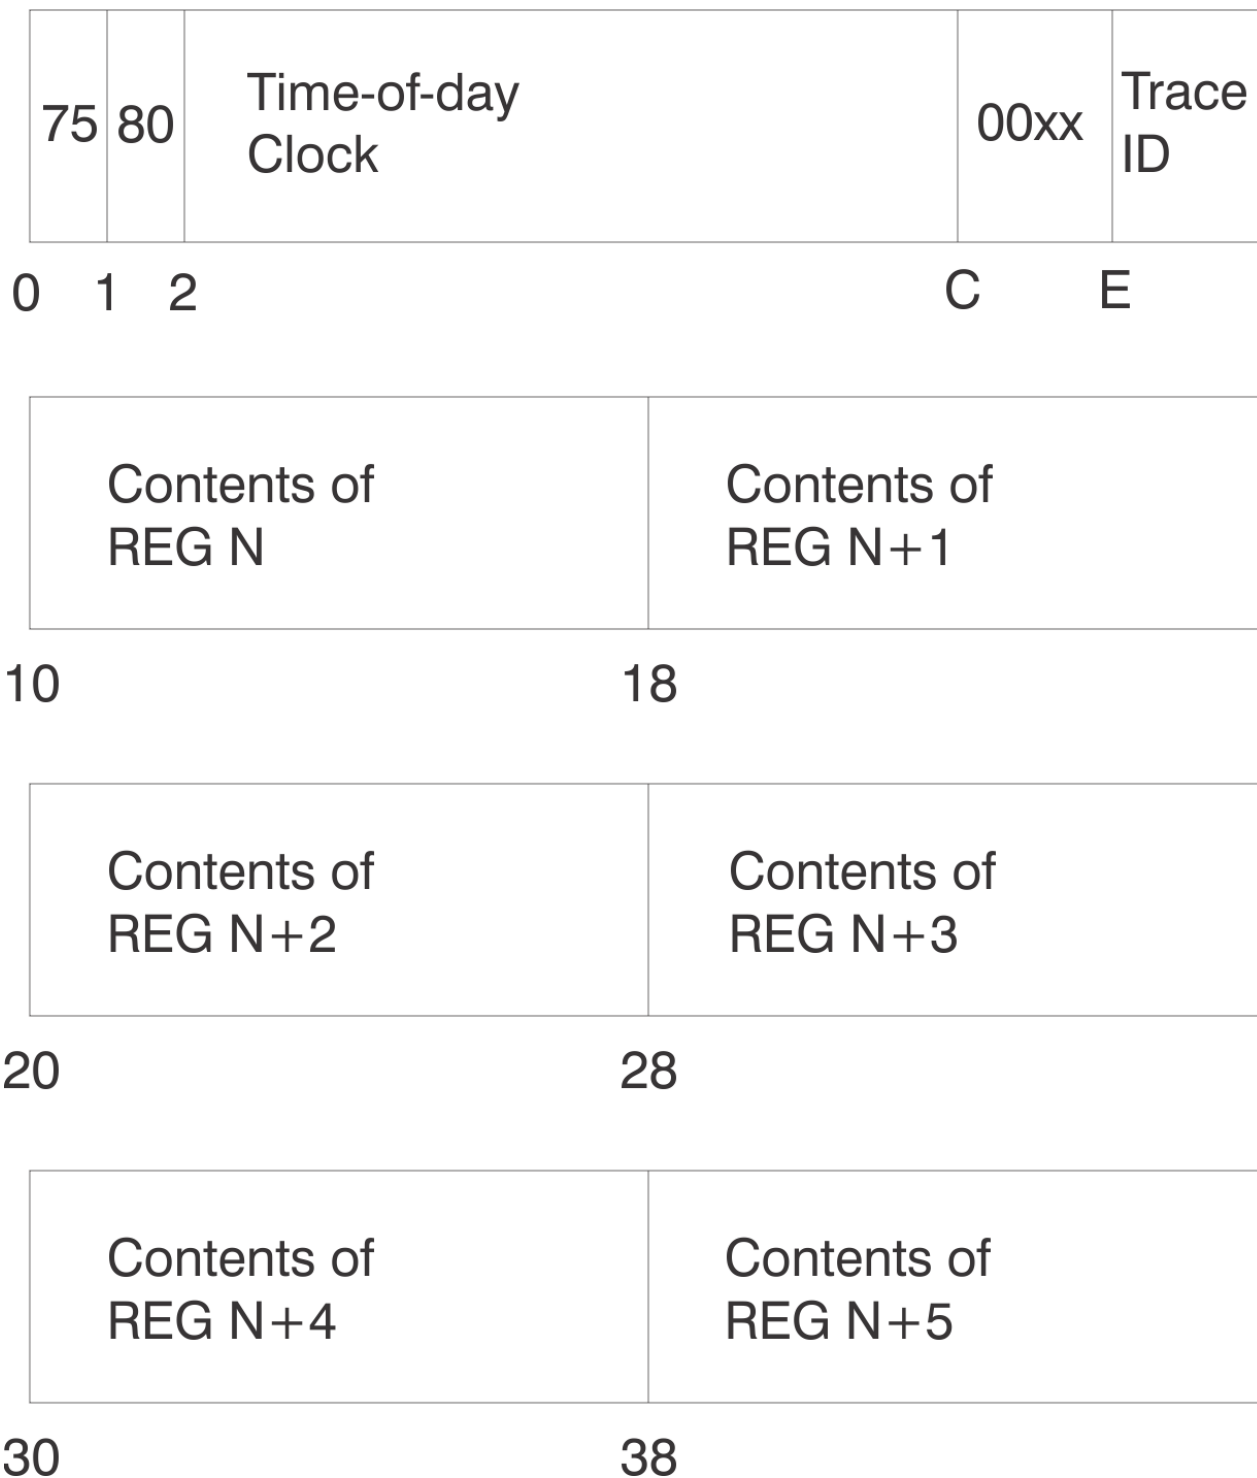 75 80 Time-of-day
Clock 00xx Trace
ID
0 1 2 C E
Contents of
REG N
Contents of
REG N+1
10 18
Contents of
REG N+2
Contents of
REG N+3
20 28
Contents of
REG N+4
Contents of
REG N+5
30 38